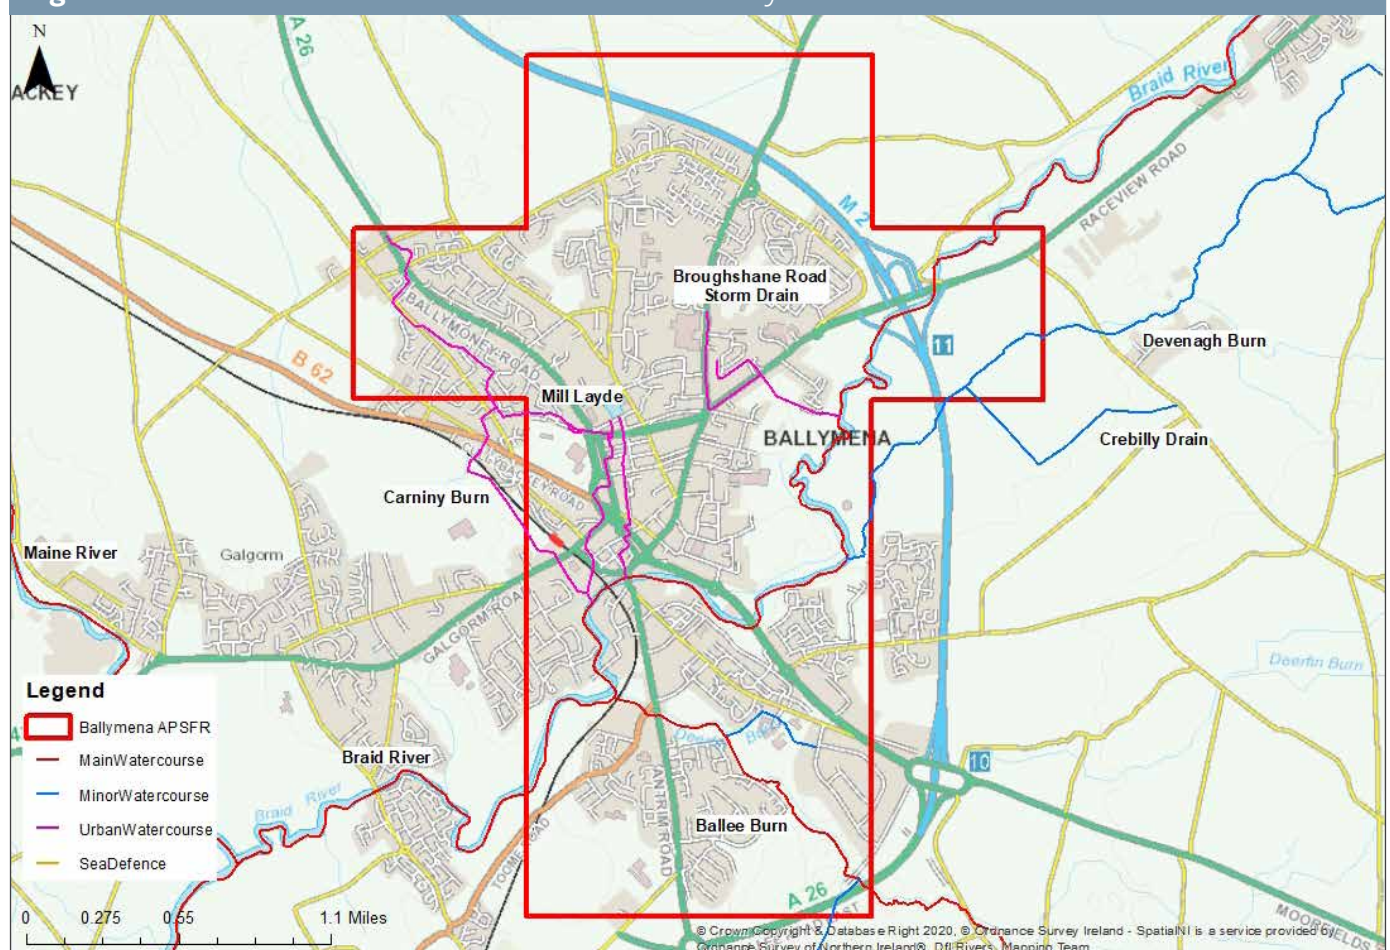 N
A 26
ACKEY
Braid River
M 2
RACEVIEW ROAD
Broughshane Road
Storm Drain
BALLYMONEY ROAD
B 62
11
Devenagh Burn
Mill Layde
BALLYMENA
Crebilly Drain
Carniny Burn
Maine River
Galgorm
GALGORM ROAD
Deerfin Burn
Legend
Ballymena APSFR
MainWatercourse
MinorWatercourse
UrbanWatercourse
SeaDefence
Braid River
Braid River
10
ANTRIM ROAD
Ballee Burn
A 26
0 0.275 0.55 1.1 Miles
© Crown Copyright & Database Right 2020, © Ordnance Survey Ireland - SpatialNI is a service provided by
Ordnance Survey of Northern Ireland®, DfI Rivers, Mapping Team